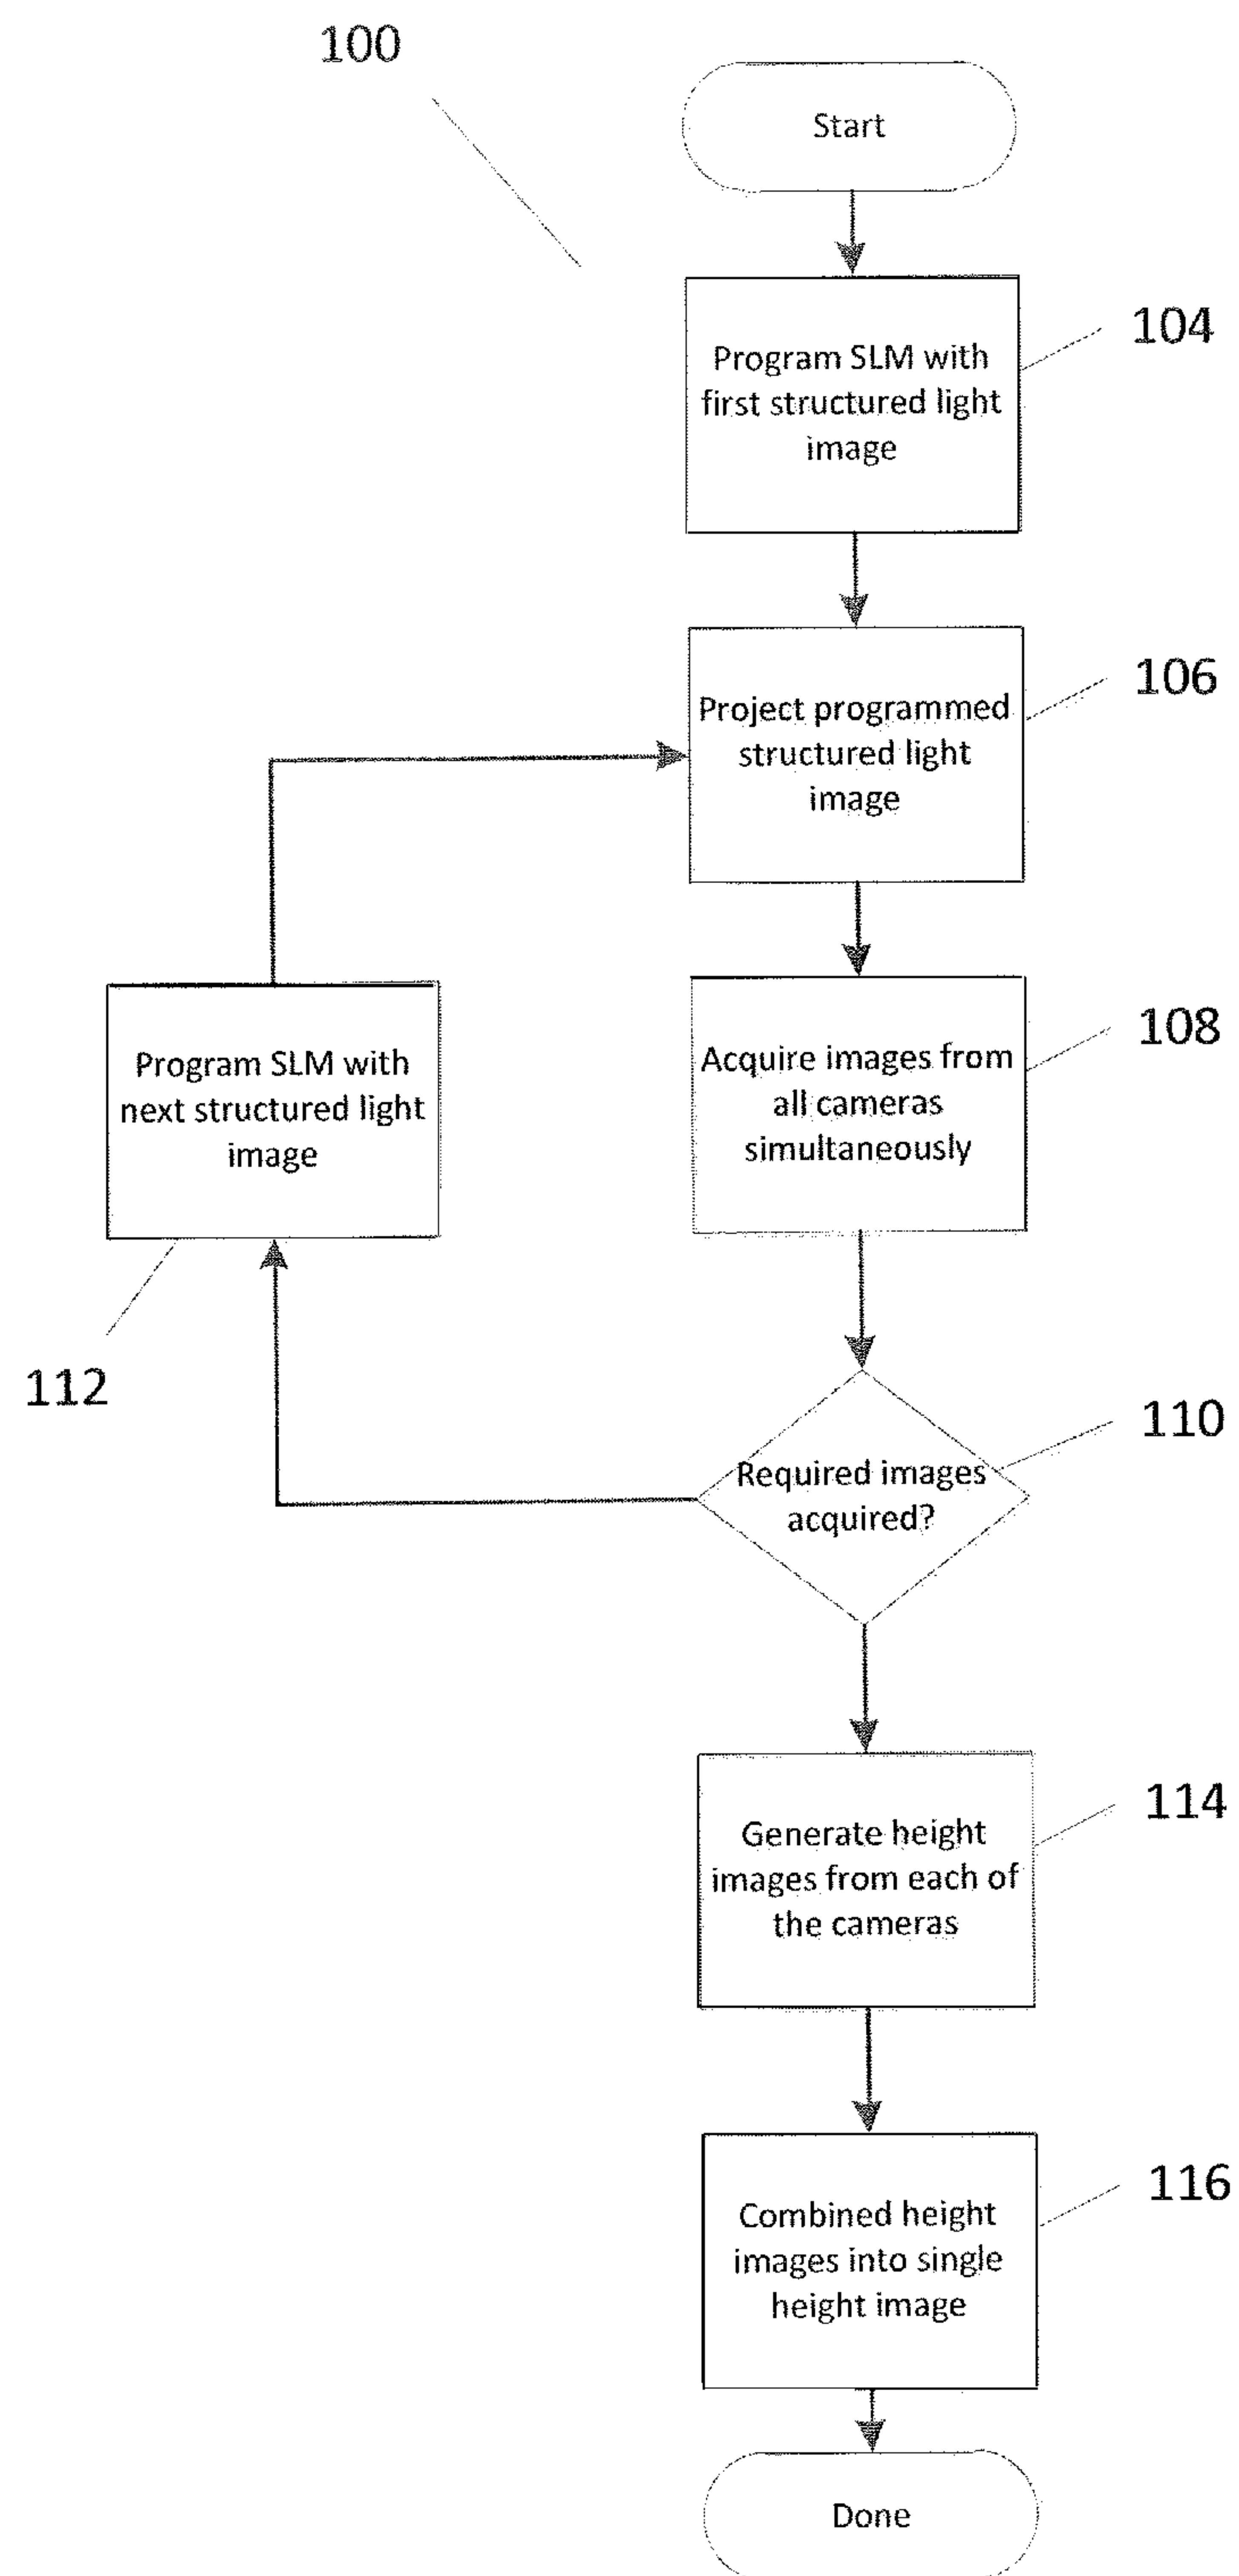 100
Start
Program SLM with
first structured light
image
104
Project programmed
structured light
image
106
Acquire images from
all cameras
simultaneously
108
Program SLM with
next structured light
image
112
Required images
acquired?
110
Generate height
images from each of
the cameras
114
Combined height
images into single
height image
116
Done